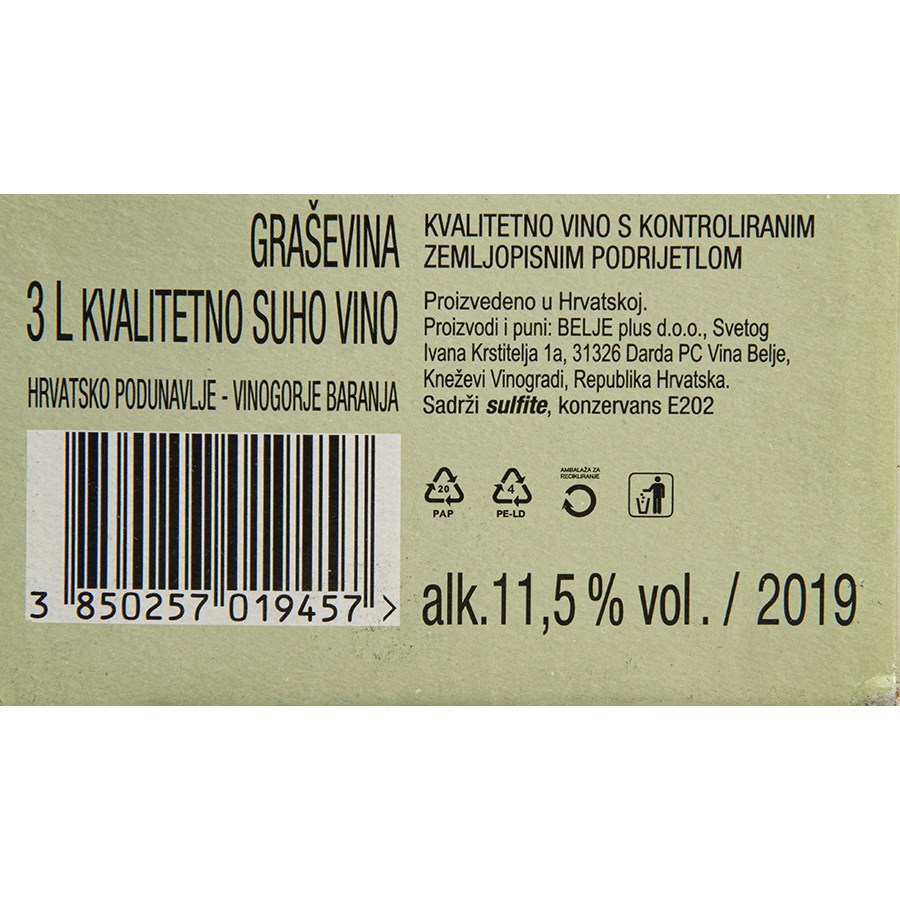 GRAŠEVINA
3 L KVALITETNO SUHO VINO
HRVATSKO PODUNAVLJE - VINOGORJE BARANJA
3 850257 019457 >
KVALITETNO VINO S KONTROLIRANIM
ZEMLJOPISNIM PODRIJETLOM
Proizvedeno u Hrvatskoj.
Proizvodi i puni: BELJE plus d.o.o., Svetog
Ivana Krstitelja 1a, 31326 Darda PC Vina Belje,
Kneževi Vinogradi, Republika Hrvatska.
Sadrži sulfite, konzervans E202
20
PAP
4
PE-LD
AMBALAŽA ZA
RECIKLIRANJE
alk.11,5 % vol. / 2019